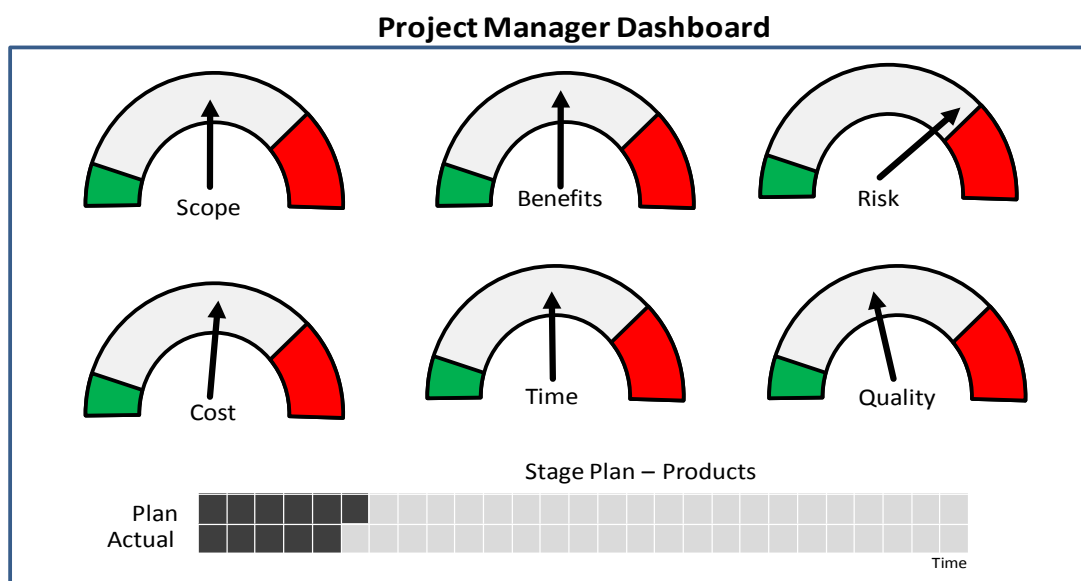 Project Manager Dashboard
Scope
Benefits
Risk
Cost
Time
Quality
Stage Plan – Products
Plan
Actual
Time